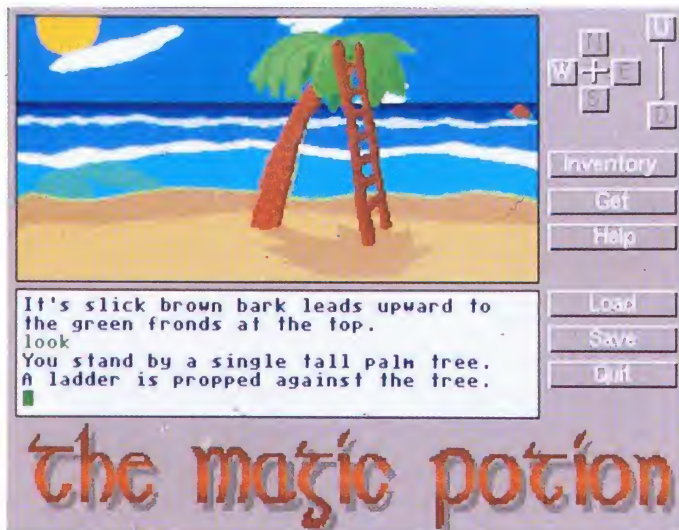 U
N
W E
S
D
Inventory
Get
Help
It's slick brown bark leads upward to
the green fronds at the top.
look
You stand by a single tall palm tree.
A ladder is propped against the tree.
Load
Save
Quit
the magic potion